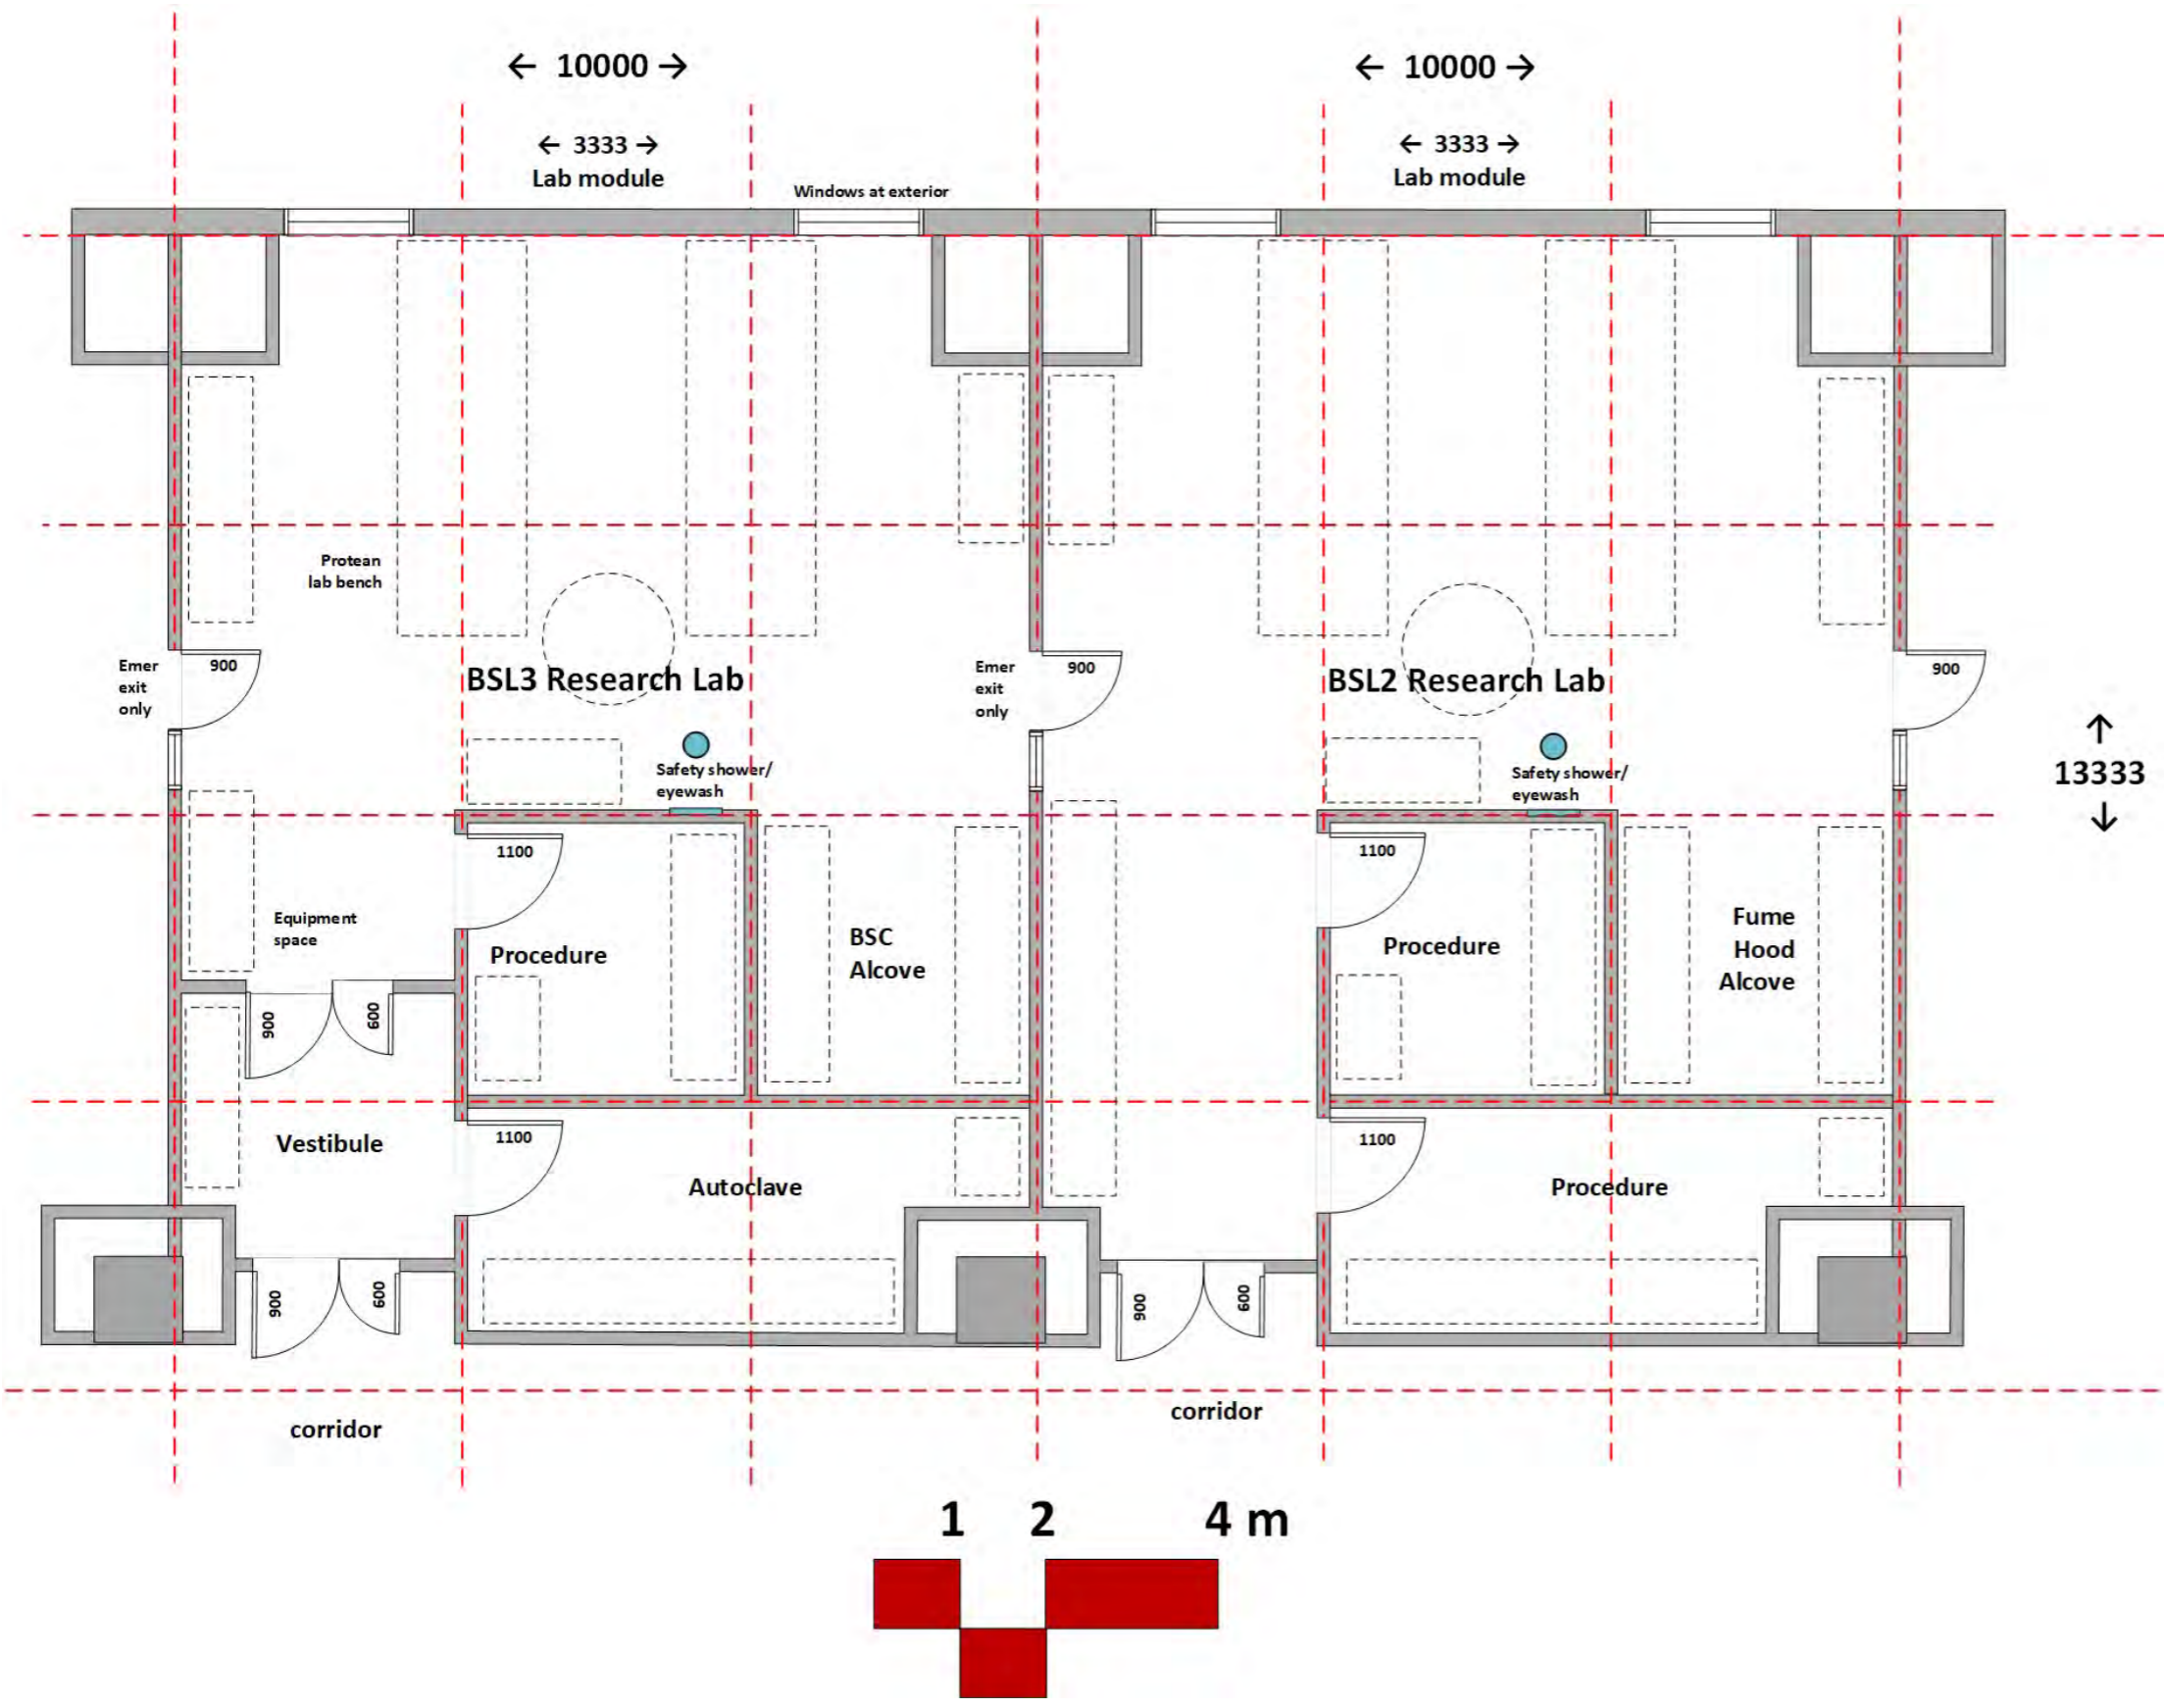 ← 10000 →
← 10000 →
← 3333 →
Lab module
← 3333 →
Lab module
Windows at exterior
Protean
lab bench
Emer
exit
only
900
BSL3 Research Lab
Emer
exit
only
900
BSL2 Research Lab
900
↑
13333
↓
Safety shower/
eyewash
Safety shower/
eyewash
1100
1100
Equipment
space
Procedure
BSC
Alcove
Procedure
Fume
Hood
Alcove
900
600
Vestibule
1100
Autoclave
1100
Procedure
900
600
900
600
corridor
corridor
1 2 4 m